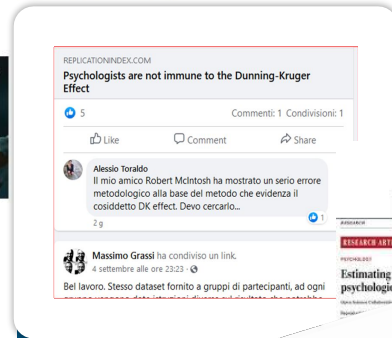 REPLICATIONINDEX.COM
Psychologists are not immune to the Dunning-Kruger
Effect
5
Commenti: 1 Condivisioni: 1
Like
Comment
Share
Alessio Toraldo
Il mio amico Robert McIntosh ha mostrato un serio errore
metodologico alla base del metodo che evidenzia il
cosiddetto DK effect. Devo cercarlo...
2 g
1
Massimo Grassi ha condiviso un link.
4 settembre alle ore 23:23 ·
Bel lavoro. Stesso dataset fornito a gruppi di partecipanti, ad ogni
RESEARCH
RESEARCH ART
PSYCHOLOGY
Estimating
psychologic